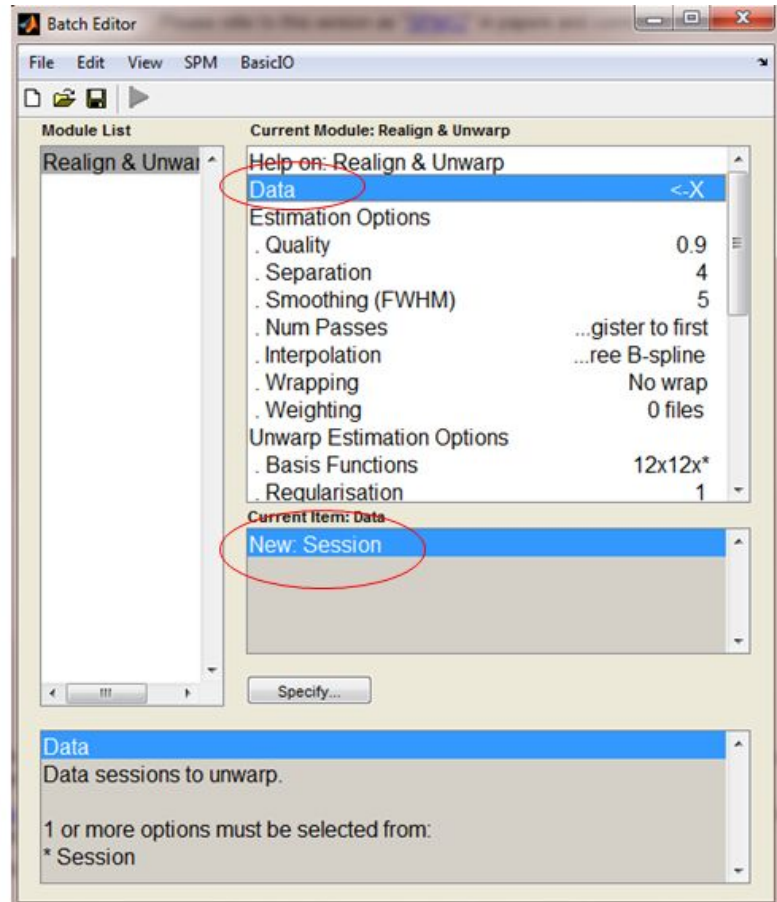 Batch Editor
File Edit View SPM BasicIO
Module List
Realign & Unwar
Current Module: Realign & Unwarp
Help on: Realign & Unwarp
Data <-X
Estimation Options
. Quality 0.9
. Separation 4
. Smoothing (FWHM) 5
. Num Passes ...gister to first
. Interpolation ...ree B-spline
. Wrapping No wrap
. Weighting 0 files
Unwarp Estimation Options
. Basis Functions 12x12x*
. Regularisation 1
Current Item: Data
New: Session
Specify...
Data
Data sessions to unwarp.
1 or more options must be selected from:
* Session